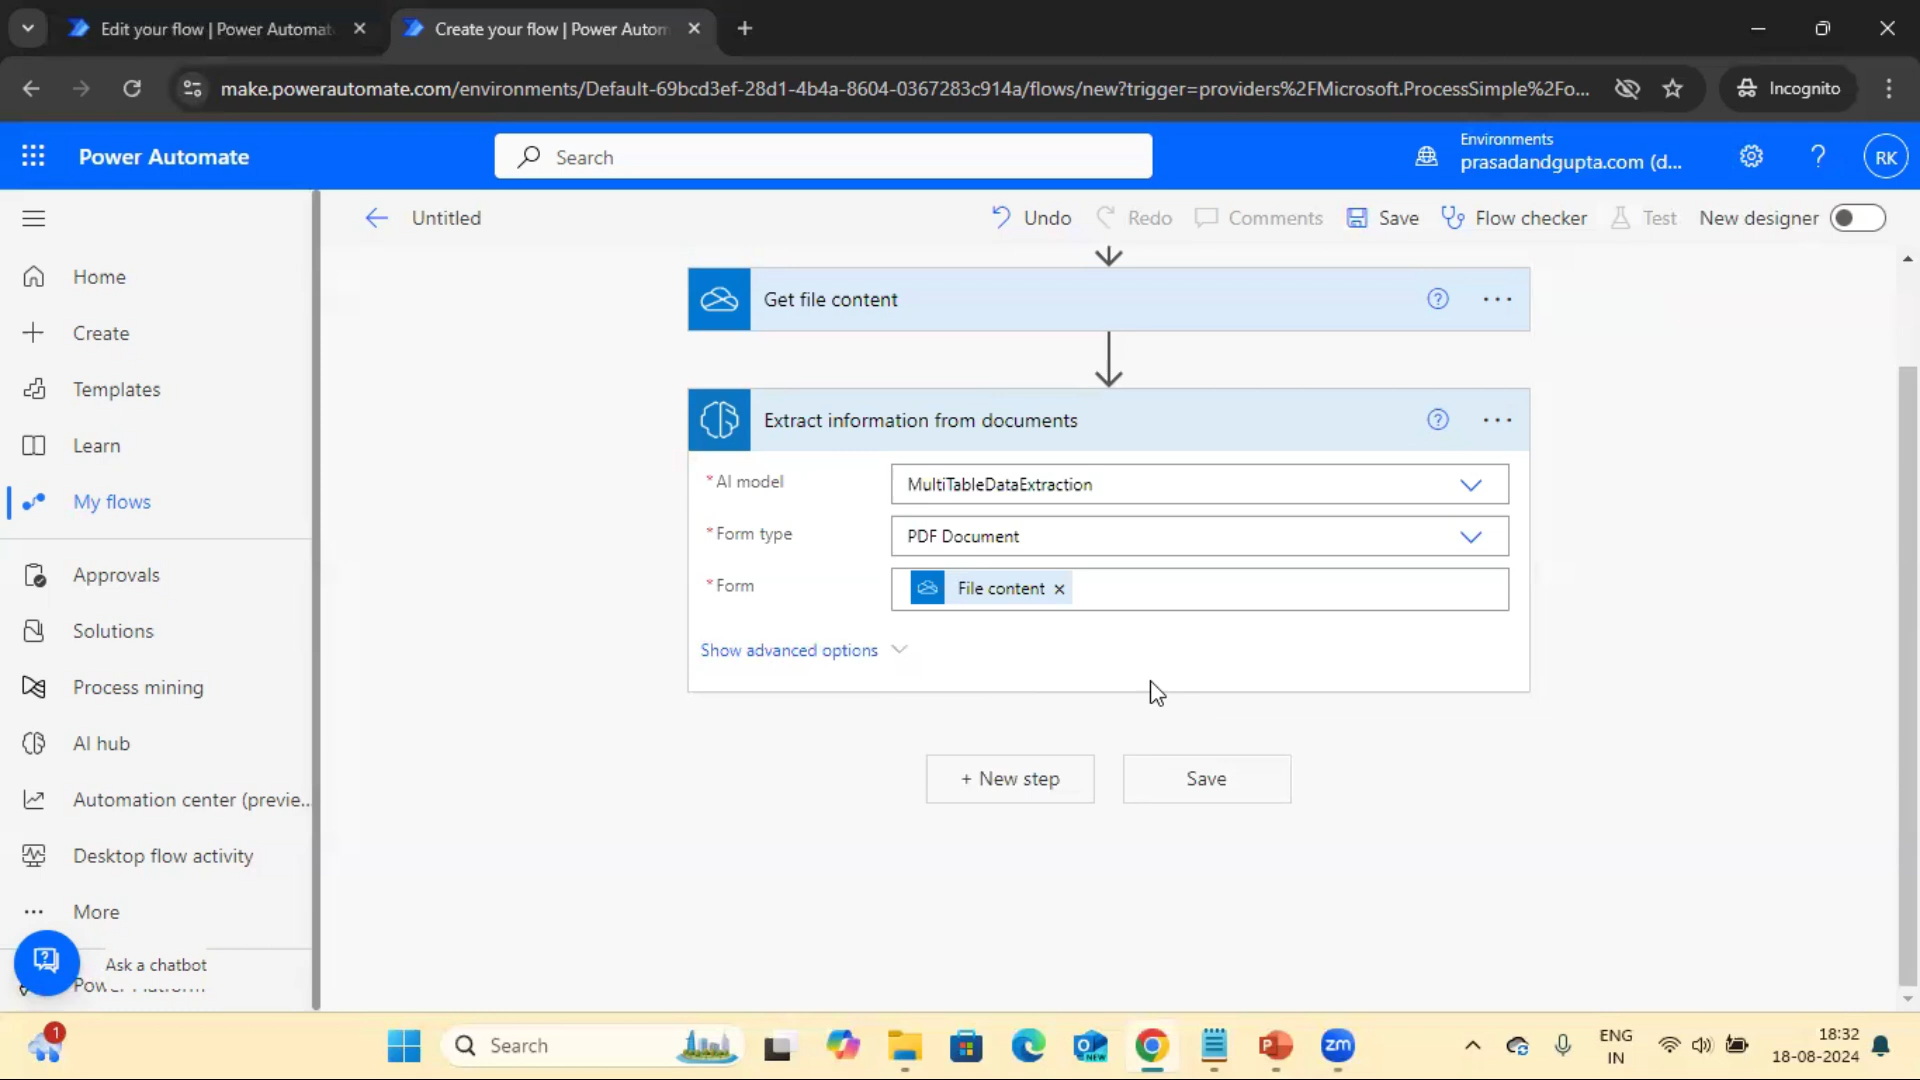 Edit your flow | Power Automat
Create your flow | Power Autom
make.powerautomate.com/environments/Default-69bcd3ef-28d1-4b4a-8604-0367283c914a/flows/new?trigger=providers%2FMicrosoft.ProcessSimple%2Fo...
Incognito
Power Automate
Search
Environments
prasadandgupta.com (d...
RK
Untitled
Undo
Redo
Comments
Save
Flow checker
Test
New designer
Home
Create
Templates
Learn
My flows
Approvals
Solutions
Process mining
AI hub
Automation center (previe...
Desktop flow activity
More
Ask a chatbot
Get file content
Extract information from documents
* AI model
MultiTableDataExtraction
* Form type
PDF Document
* Form
File content
Show advanced options
+ New step
Save
1
Search
NEW
zm
ENG
IN
18:32
18-08-2024